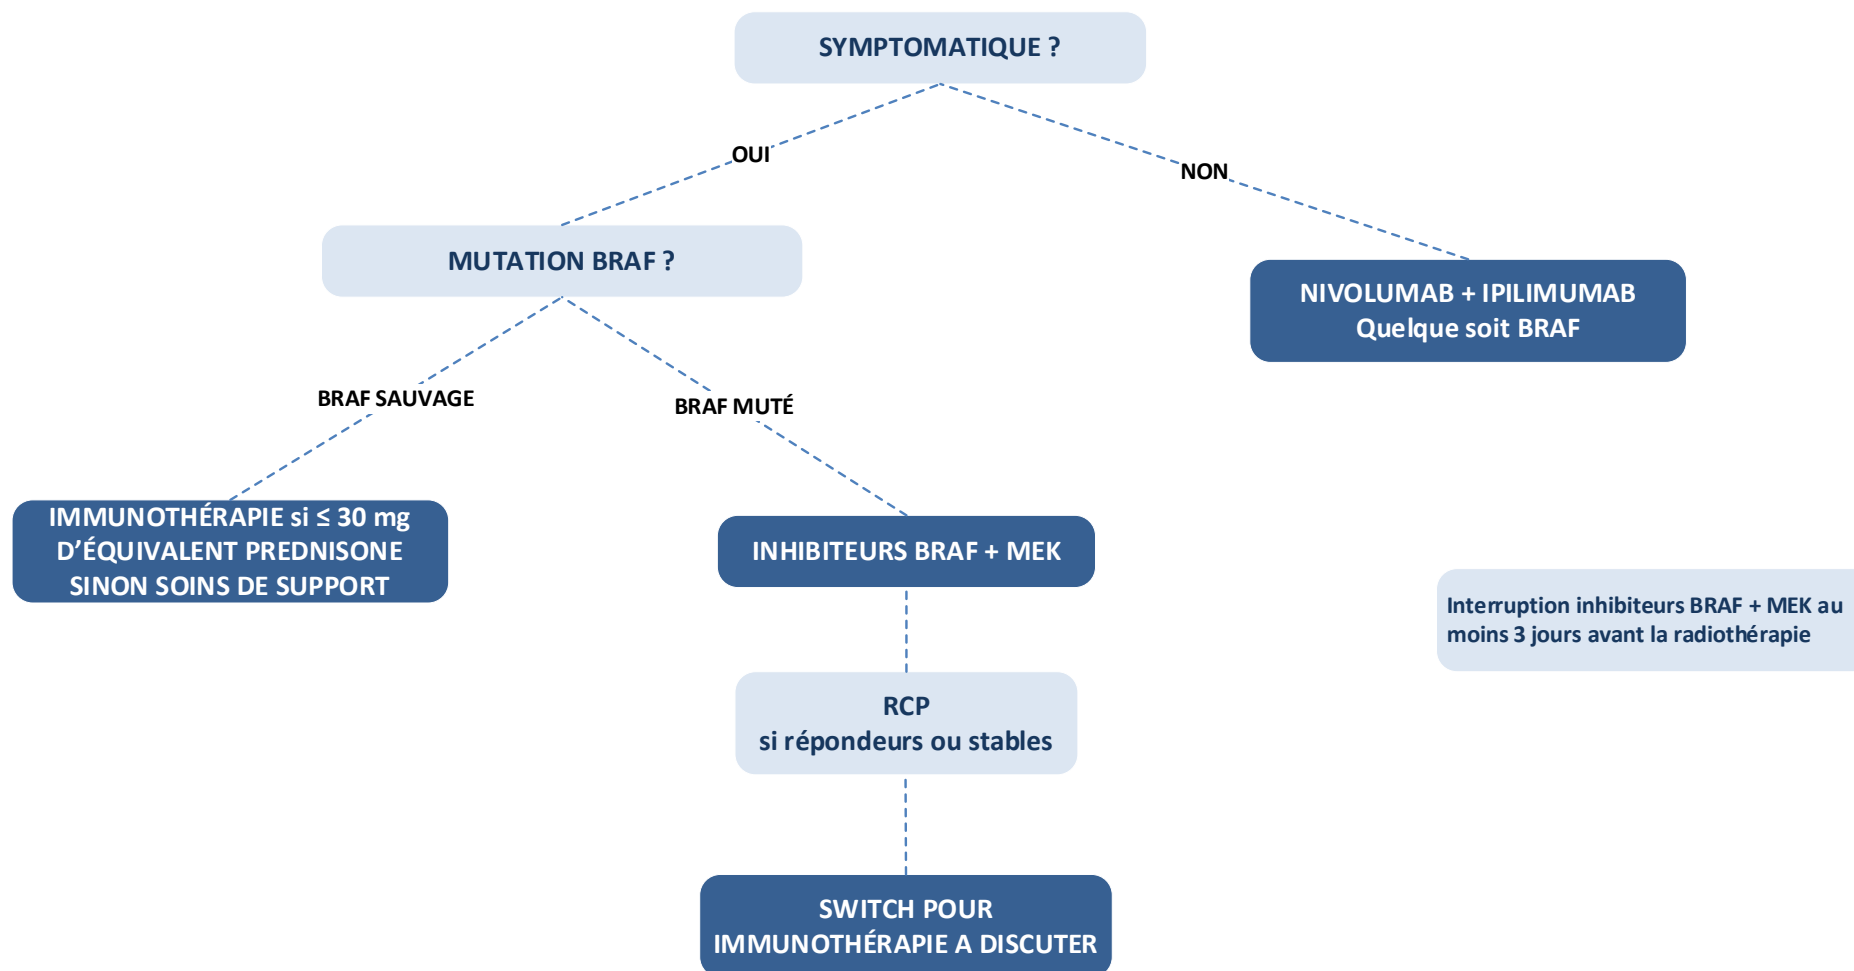 SYMPTOMATIQUE ?
OUI
NON
MUTATION BRAF ?
NIVOLUMAB + IPILIMUMAB
Quelque soit BRAF
BRAF SAUVAGE
BRAF MUTÉ
IMMUNOTHÉRAPIE si ≤ 30 mg
D’ÉQUIVALENT PREDNISONE
SINON SOINS DE SUPPORT
INHIBITEURS BRAF + MEK
Interruption inhibiteurs BRAF + MEK au
moins 3 jours avant la radiothérapie
RCP
si répondeurs ou stables
SWITCH POUR
IMMUNOTHÉRAPIE A DISCUTER